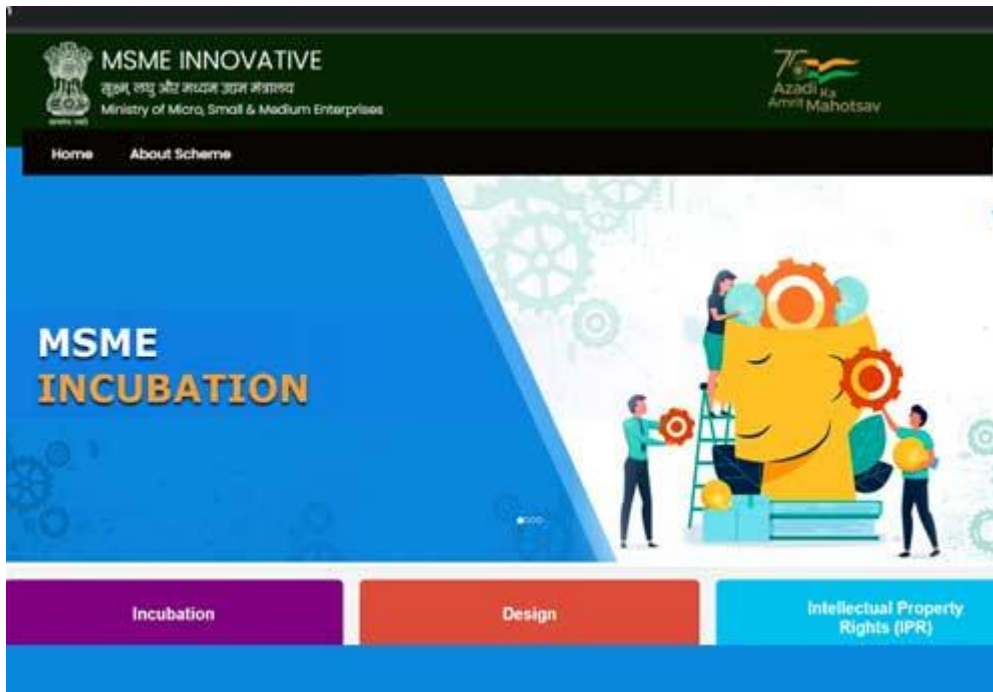 MSME INNOVATIVE
सूक्ष्म, लघु और मध्यम उद्यम मंत्रालय
Ministry of Micro, Small & Medium Enterprises
Azadi Ka
Amrit Mahotsav
Home About Scheme
MSME
INCUBATION
Incubation
Design
Intellectual Property
Rights (IPR)